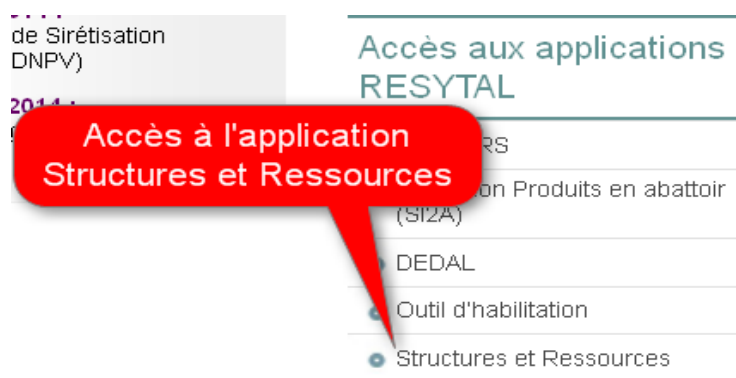 de Sirétisation
DNPV)
2014 :
Accès aux applications
RESYTAL
Accès à l'application
Structures et Ressources
RS
on Produits en abattoir
(SI2A)
DEDAL
Outil d'habilitation
Structures et Ressources